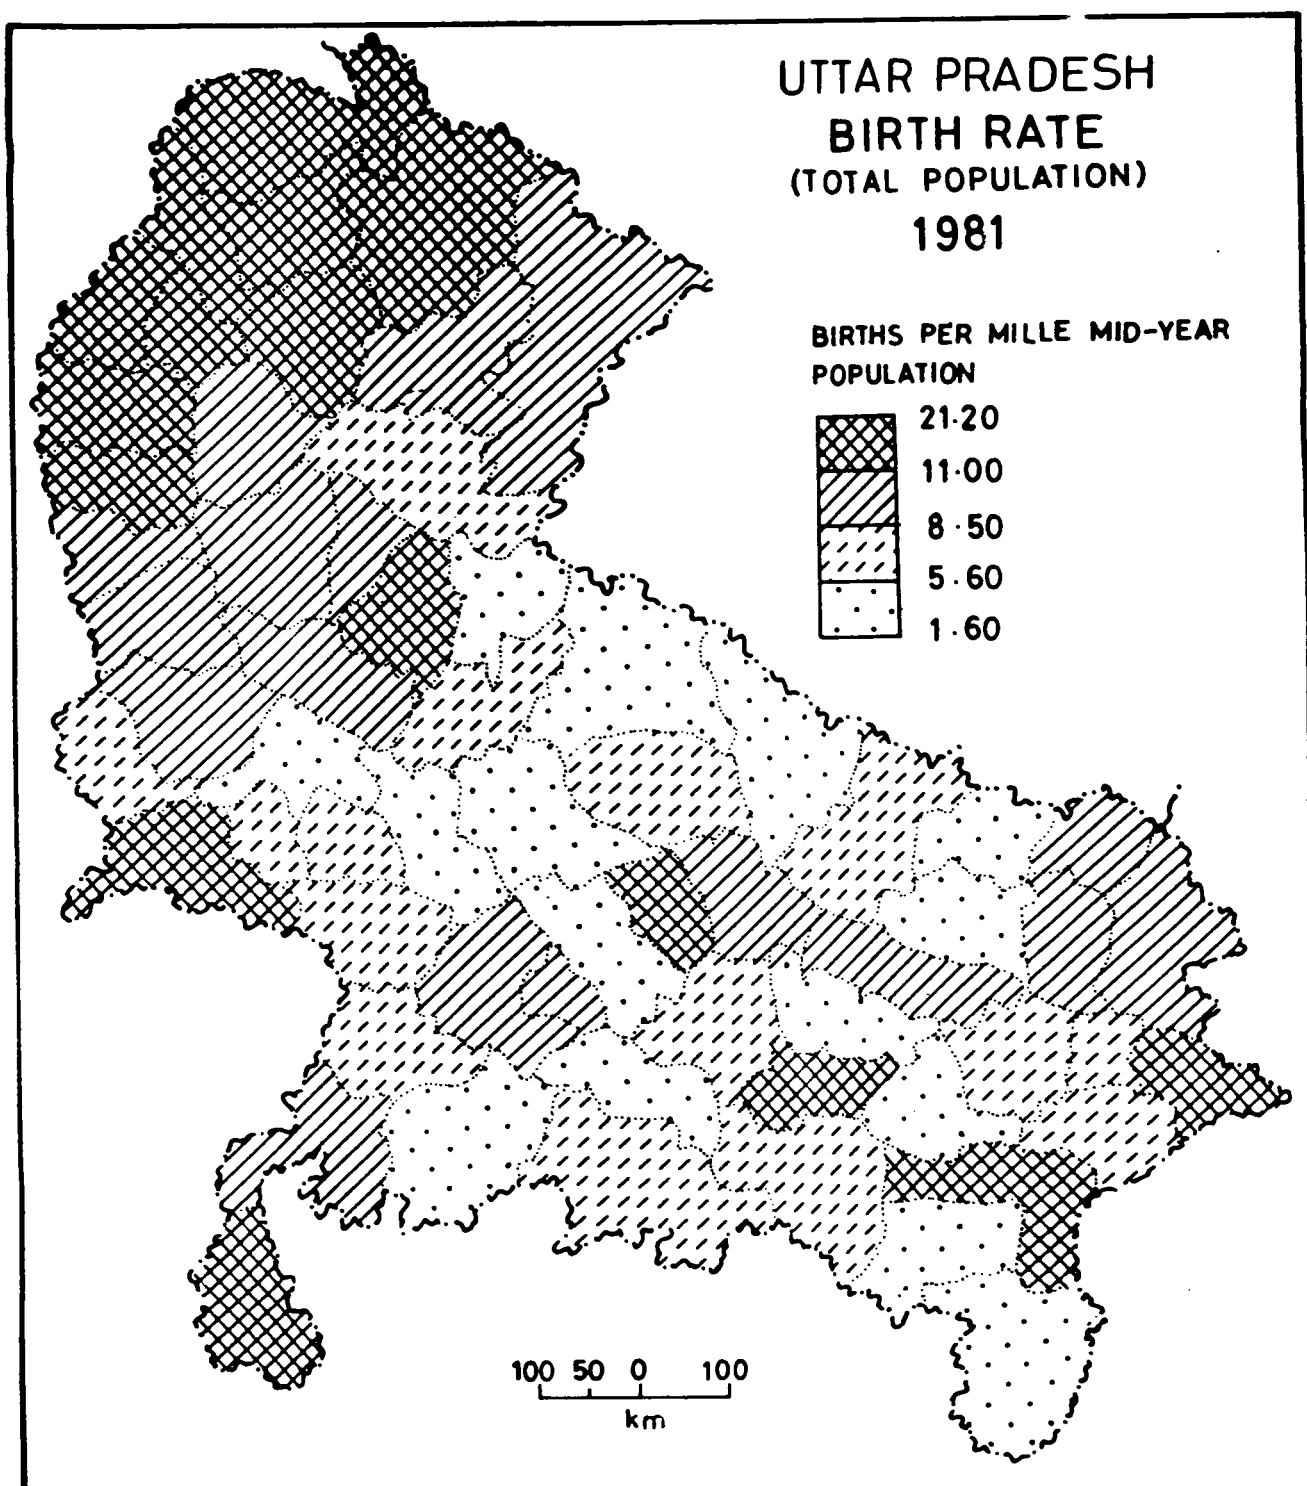 UTTAR PRADESH
BIRTH RATE
(TOTAL POPULATION)
1981
BIRTHS PER MILLE MID-YEAR
POPULATION
21·20
11·00
8·50
5·60
1·60
100 50 0 100
km